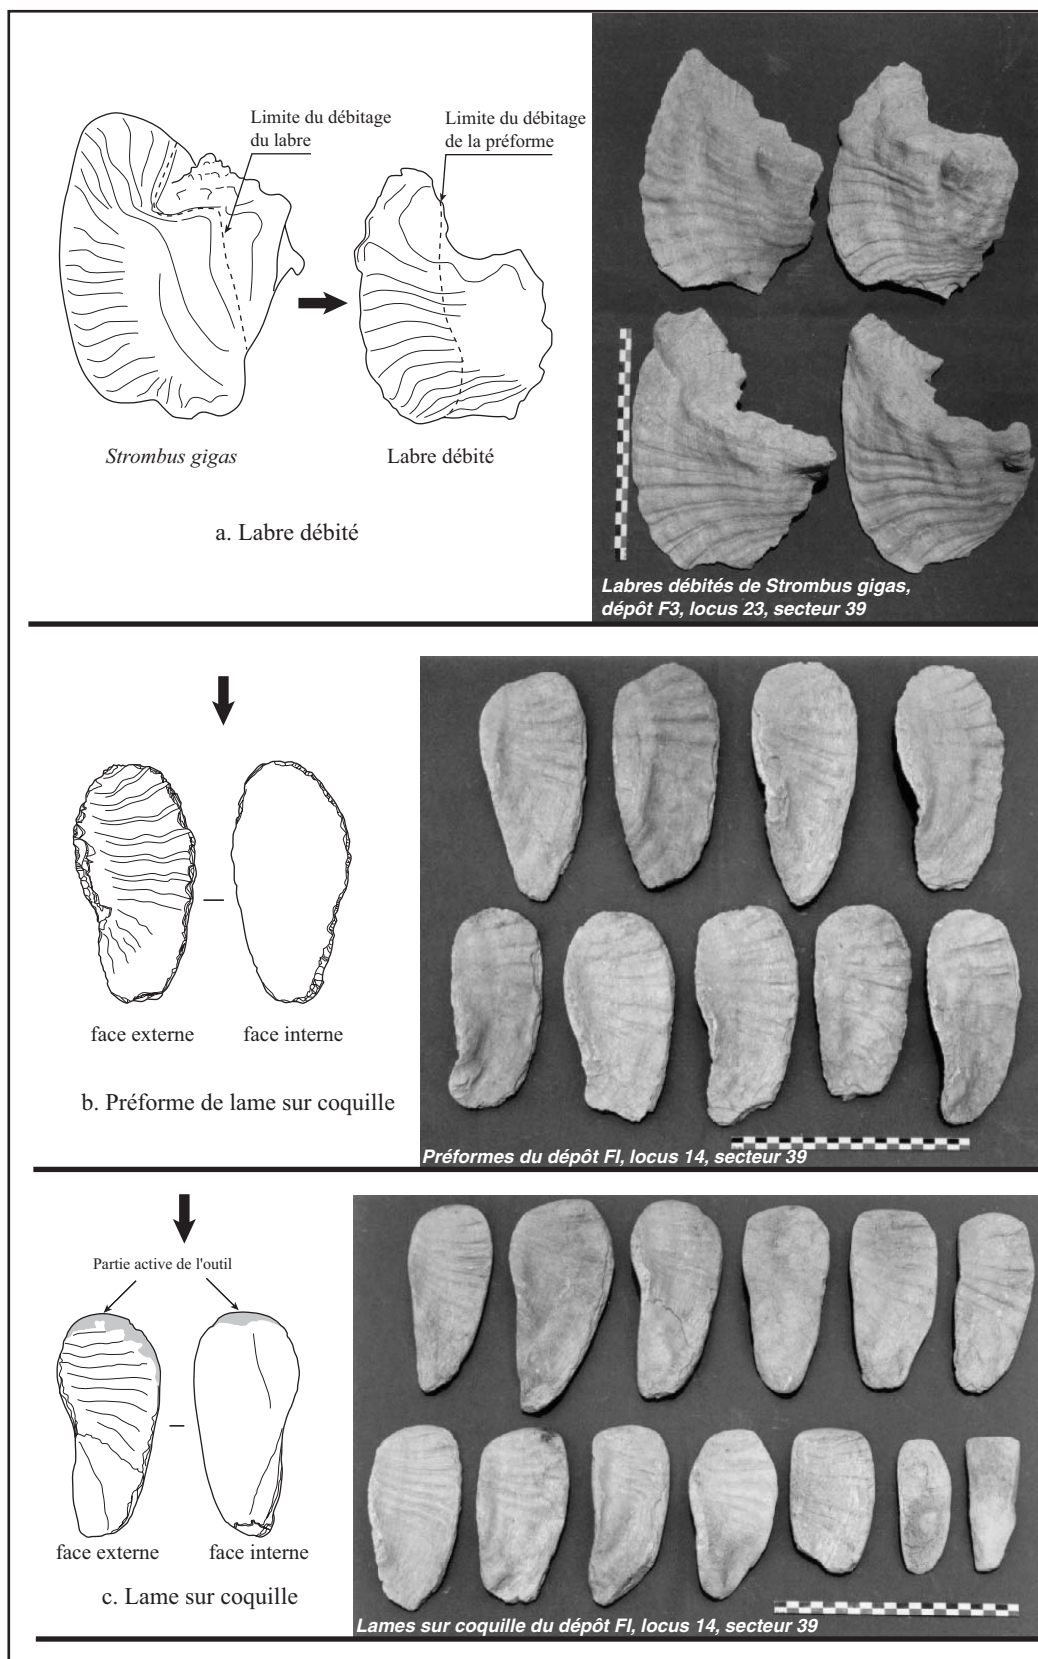 Limite du débitage
du labre
Limite du débitage
de la préforme
Strombus gigas
Labre débité
a. Labre débité
Labres débités de Strombus gigas,
dépôt F3, locus 23, secteur 39
face externe
face interne
b. Préforme de lame sur coquille
Préformes du dépôt FI, locus 14, secteur 39
Partie active de l'outil
face externe
face interne
c. Lame sur coquille
Lames sur coquille du dépôt FI, locus 14, secteur 39